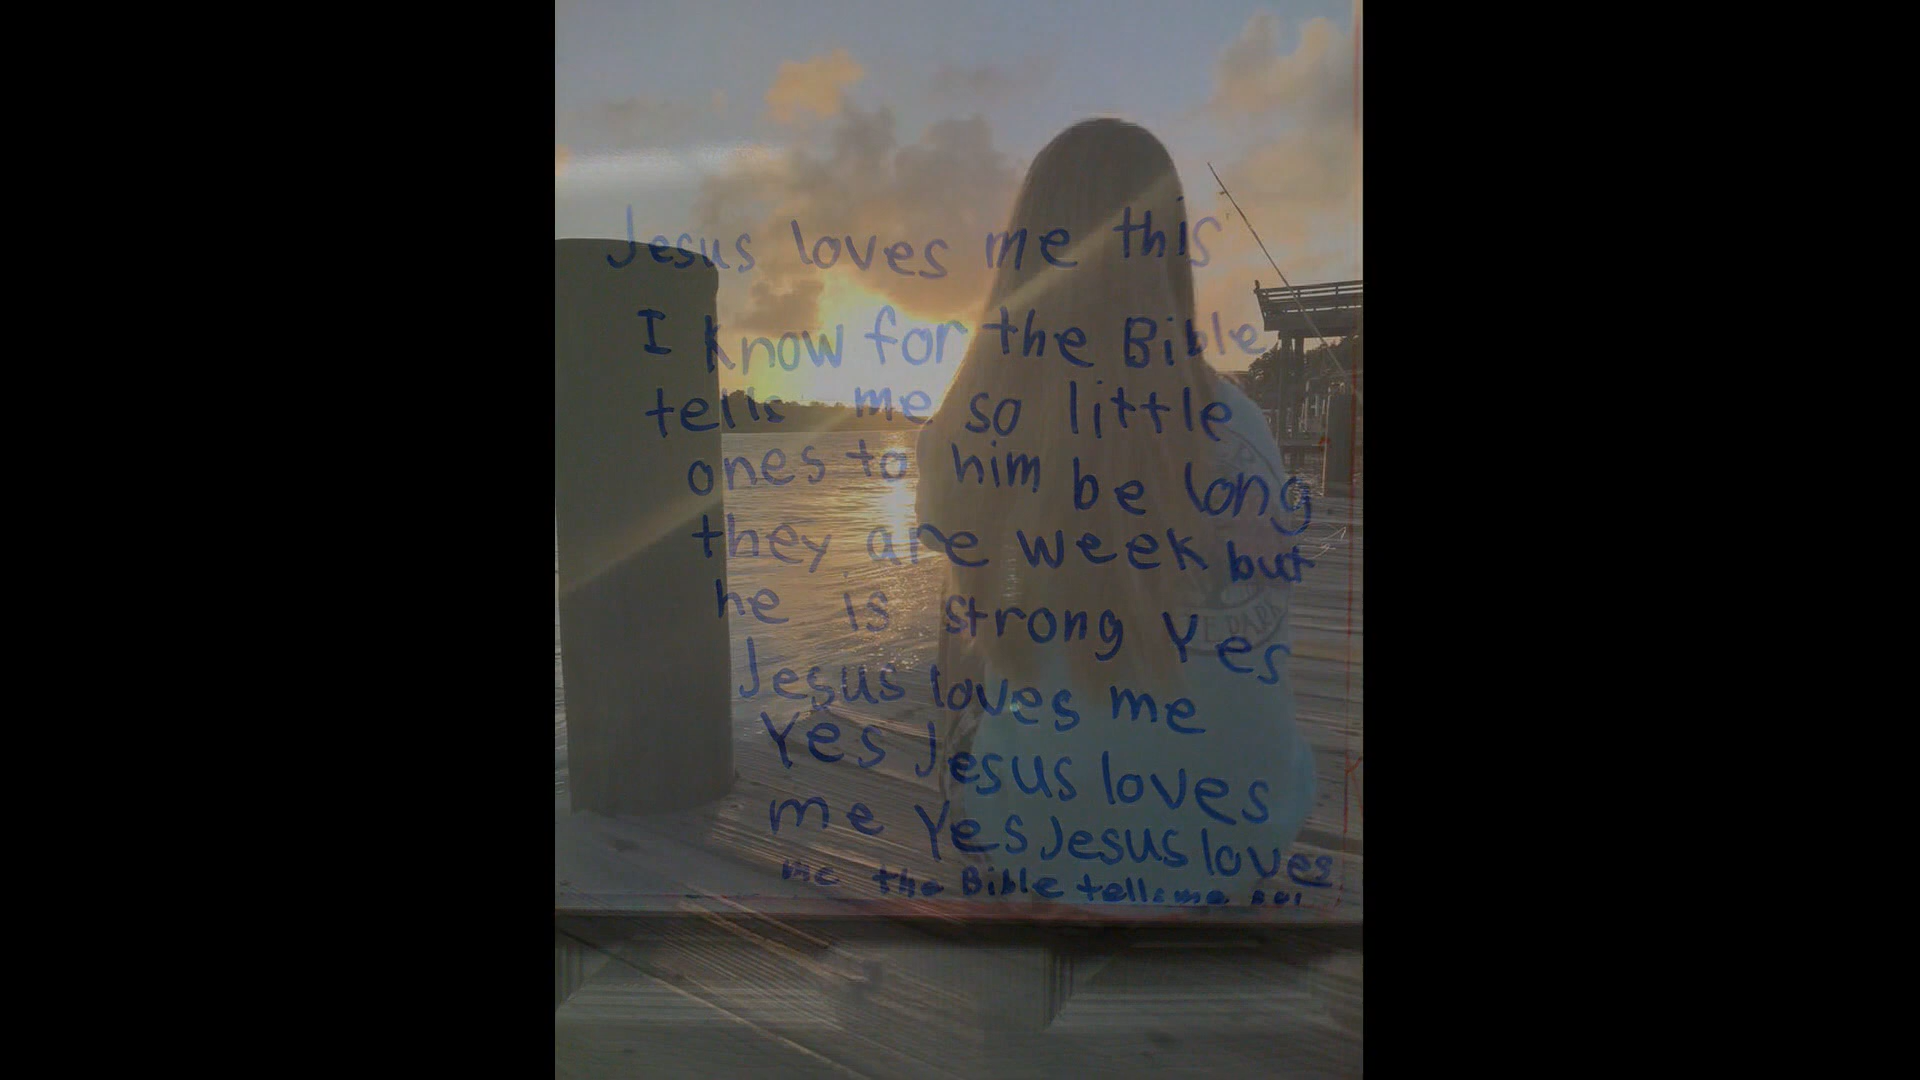 Jesus loves me this
I know for the Bible
tells me so little
ones to him be long
they are week but
he is strong Yes
Jesus loves me
Yes Jesus loves
me Yes Jesus loves
me the Bible tells me so!